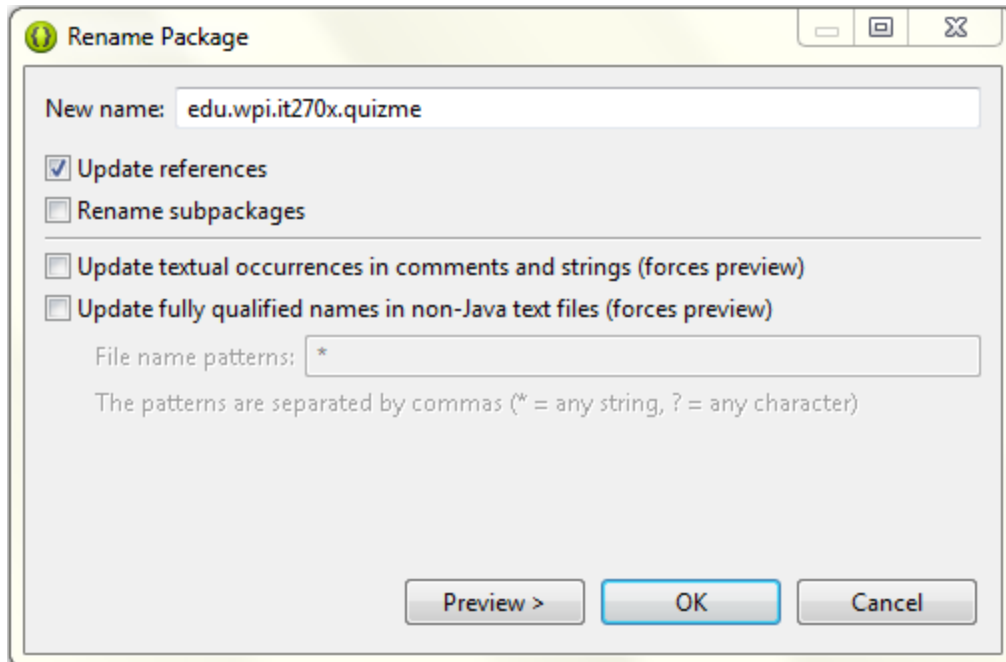 Rename Package
New name: edu.wpi.it270x.quizme
Update references
Rename subpackages
Update textual occurrences in comments and strings (forces preview)
Update fully qualified names in non-Java text files (forces preview)
File name patterns: *
The patterns are separated by commas (* = any string, ? = any character)
Preview > OK Cancel